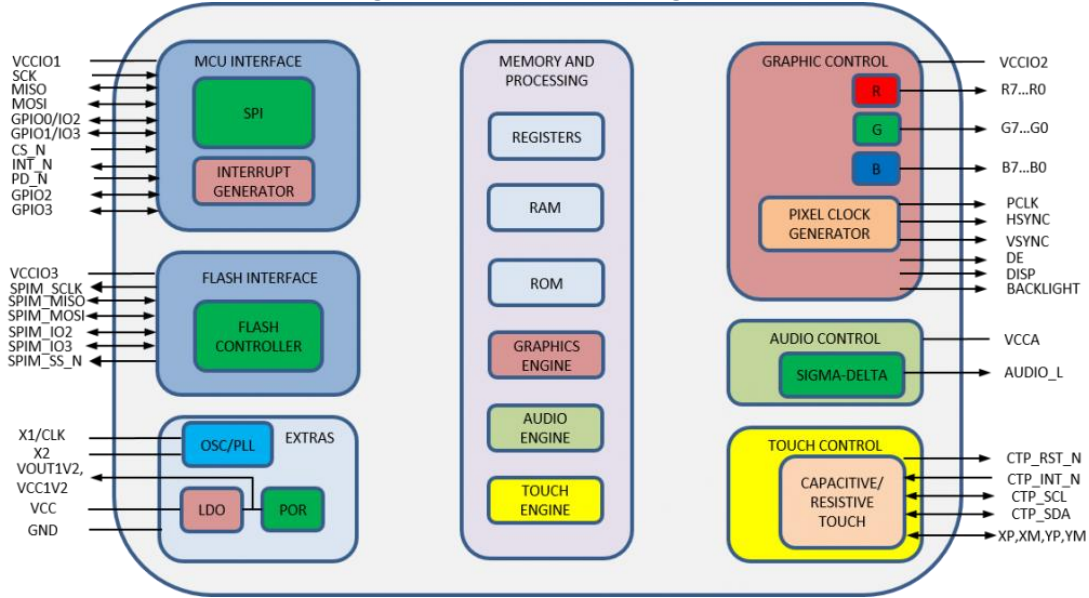 VCCIO1
SCK
MISO
MOSI
GPIO0/IO2
GPIO1/IO3
CS_N
INT_N
PD_N
GPIO2
GPIO3
MCU INTERFACE
SPI
INTERRUPT
GENERATOR
VCCIO3
SPIM_SCLK
SPIM_MISO
SPIM_MOSI
SPIM_IO2
SPIM_IO3
SPIM_SS_N
FLASH INTERFACE
FLASH
CONTROLLER
X1/CLK
X2
VOUT1V2,
VCC1V2
VCC
GND
OSC/PLL
EXTRAS
LDO
POR
MEMORY AND
PROCESSING
REGISTERS
RAM
ROM
GRAPHICS
ENGINE
AUDIO
ENGINE
TOUCH
ENGINE
GRAPHIC CONTROL
R
G
B
PIXEL CLOCK
GENERATOR
VCCIO2
R7...R0
G7...G0
B7...B0
PCLK
HSYNC
VSYNC
DE
DISP
BACKLIGHT
AUDIO CONTROL
SIGMA-DELTA
VCCA
AUDIO_L
TOUCH CONTROL
CAPACITIVE/
RESISTIVE
TOUCH
CTP_RST_N
CTP_INT_N
CTP_SCL
CTP_SDA
XP,XM,YP,YM